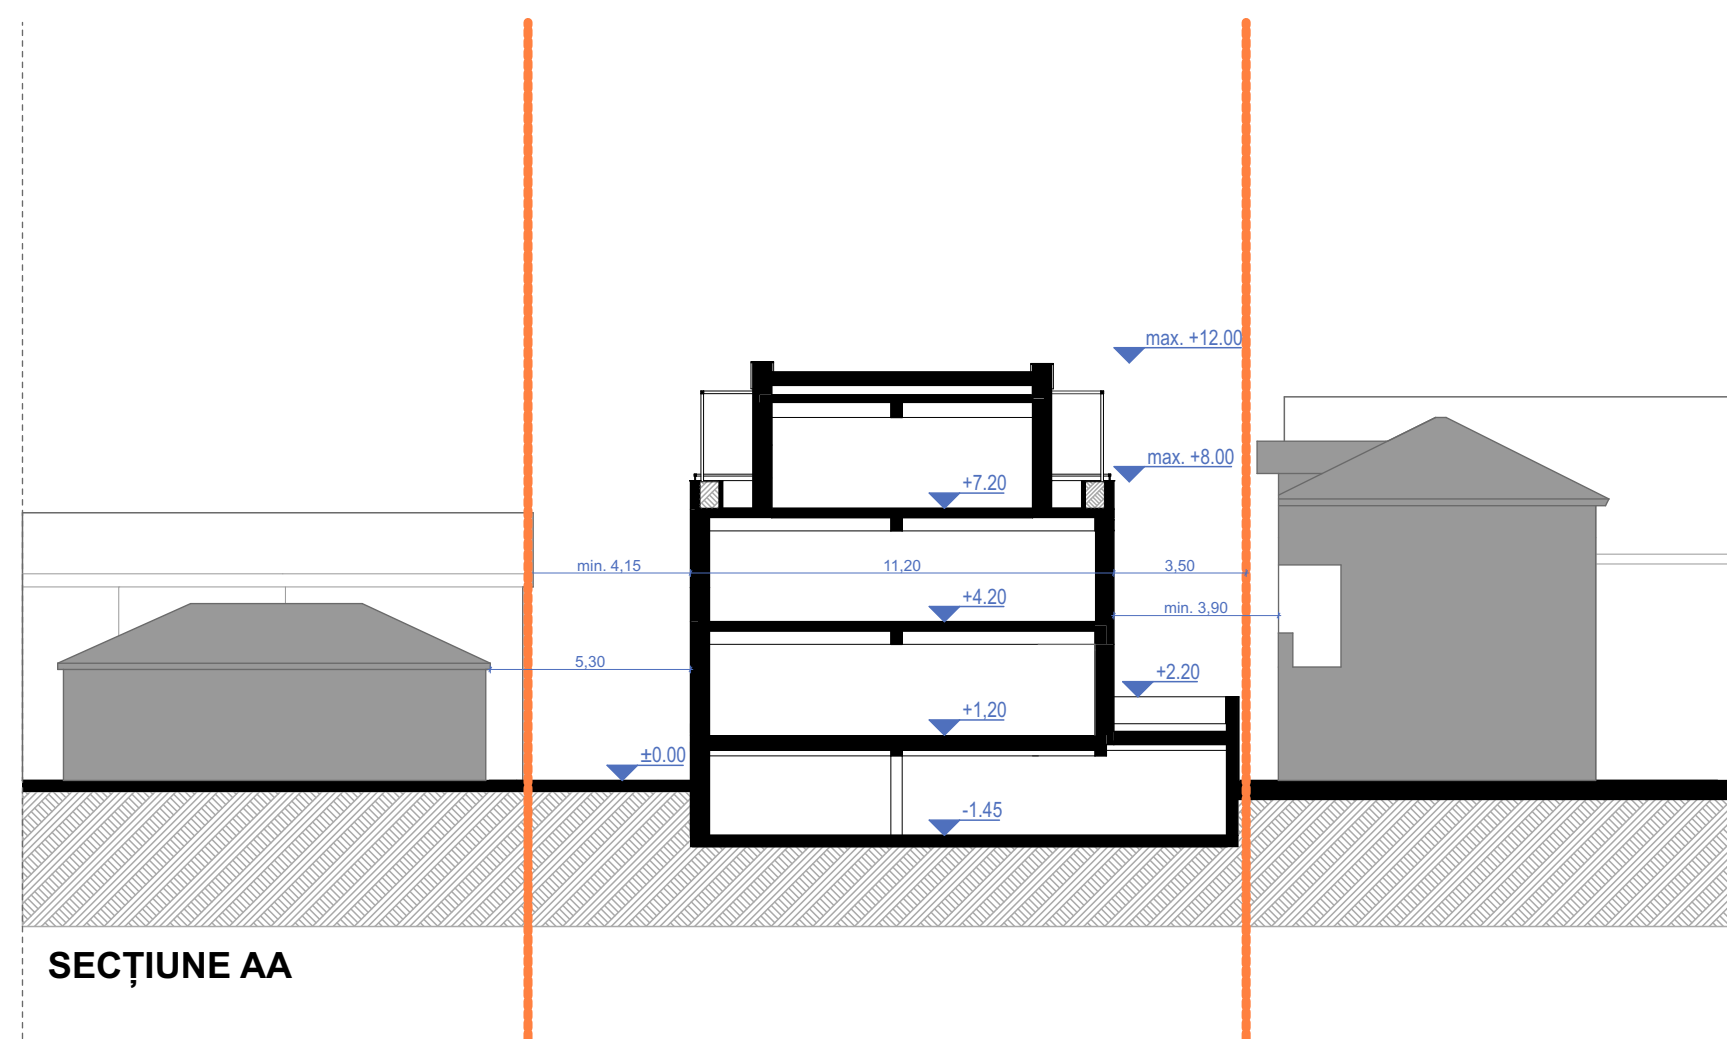 max. +12.00
max. +8.00
+7.20
min. 4,15
11,20
3,50
+4.20
min. 3,90
5,30
+2.20
+1,20
±0.00
-1.45
SECȚIUNE AA